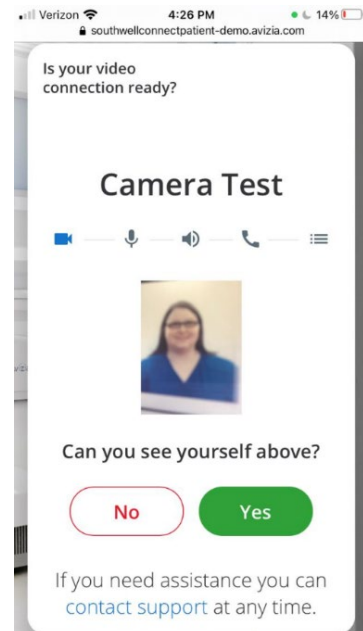 Verizon 4:26 PM 14%
southwellconnectpatient-demo.avizia.com
Is your video
connection ready?
Camera Test
Can you see yourself above?
No Yes
If you need assistance you can
contact support at any time.